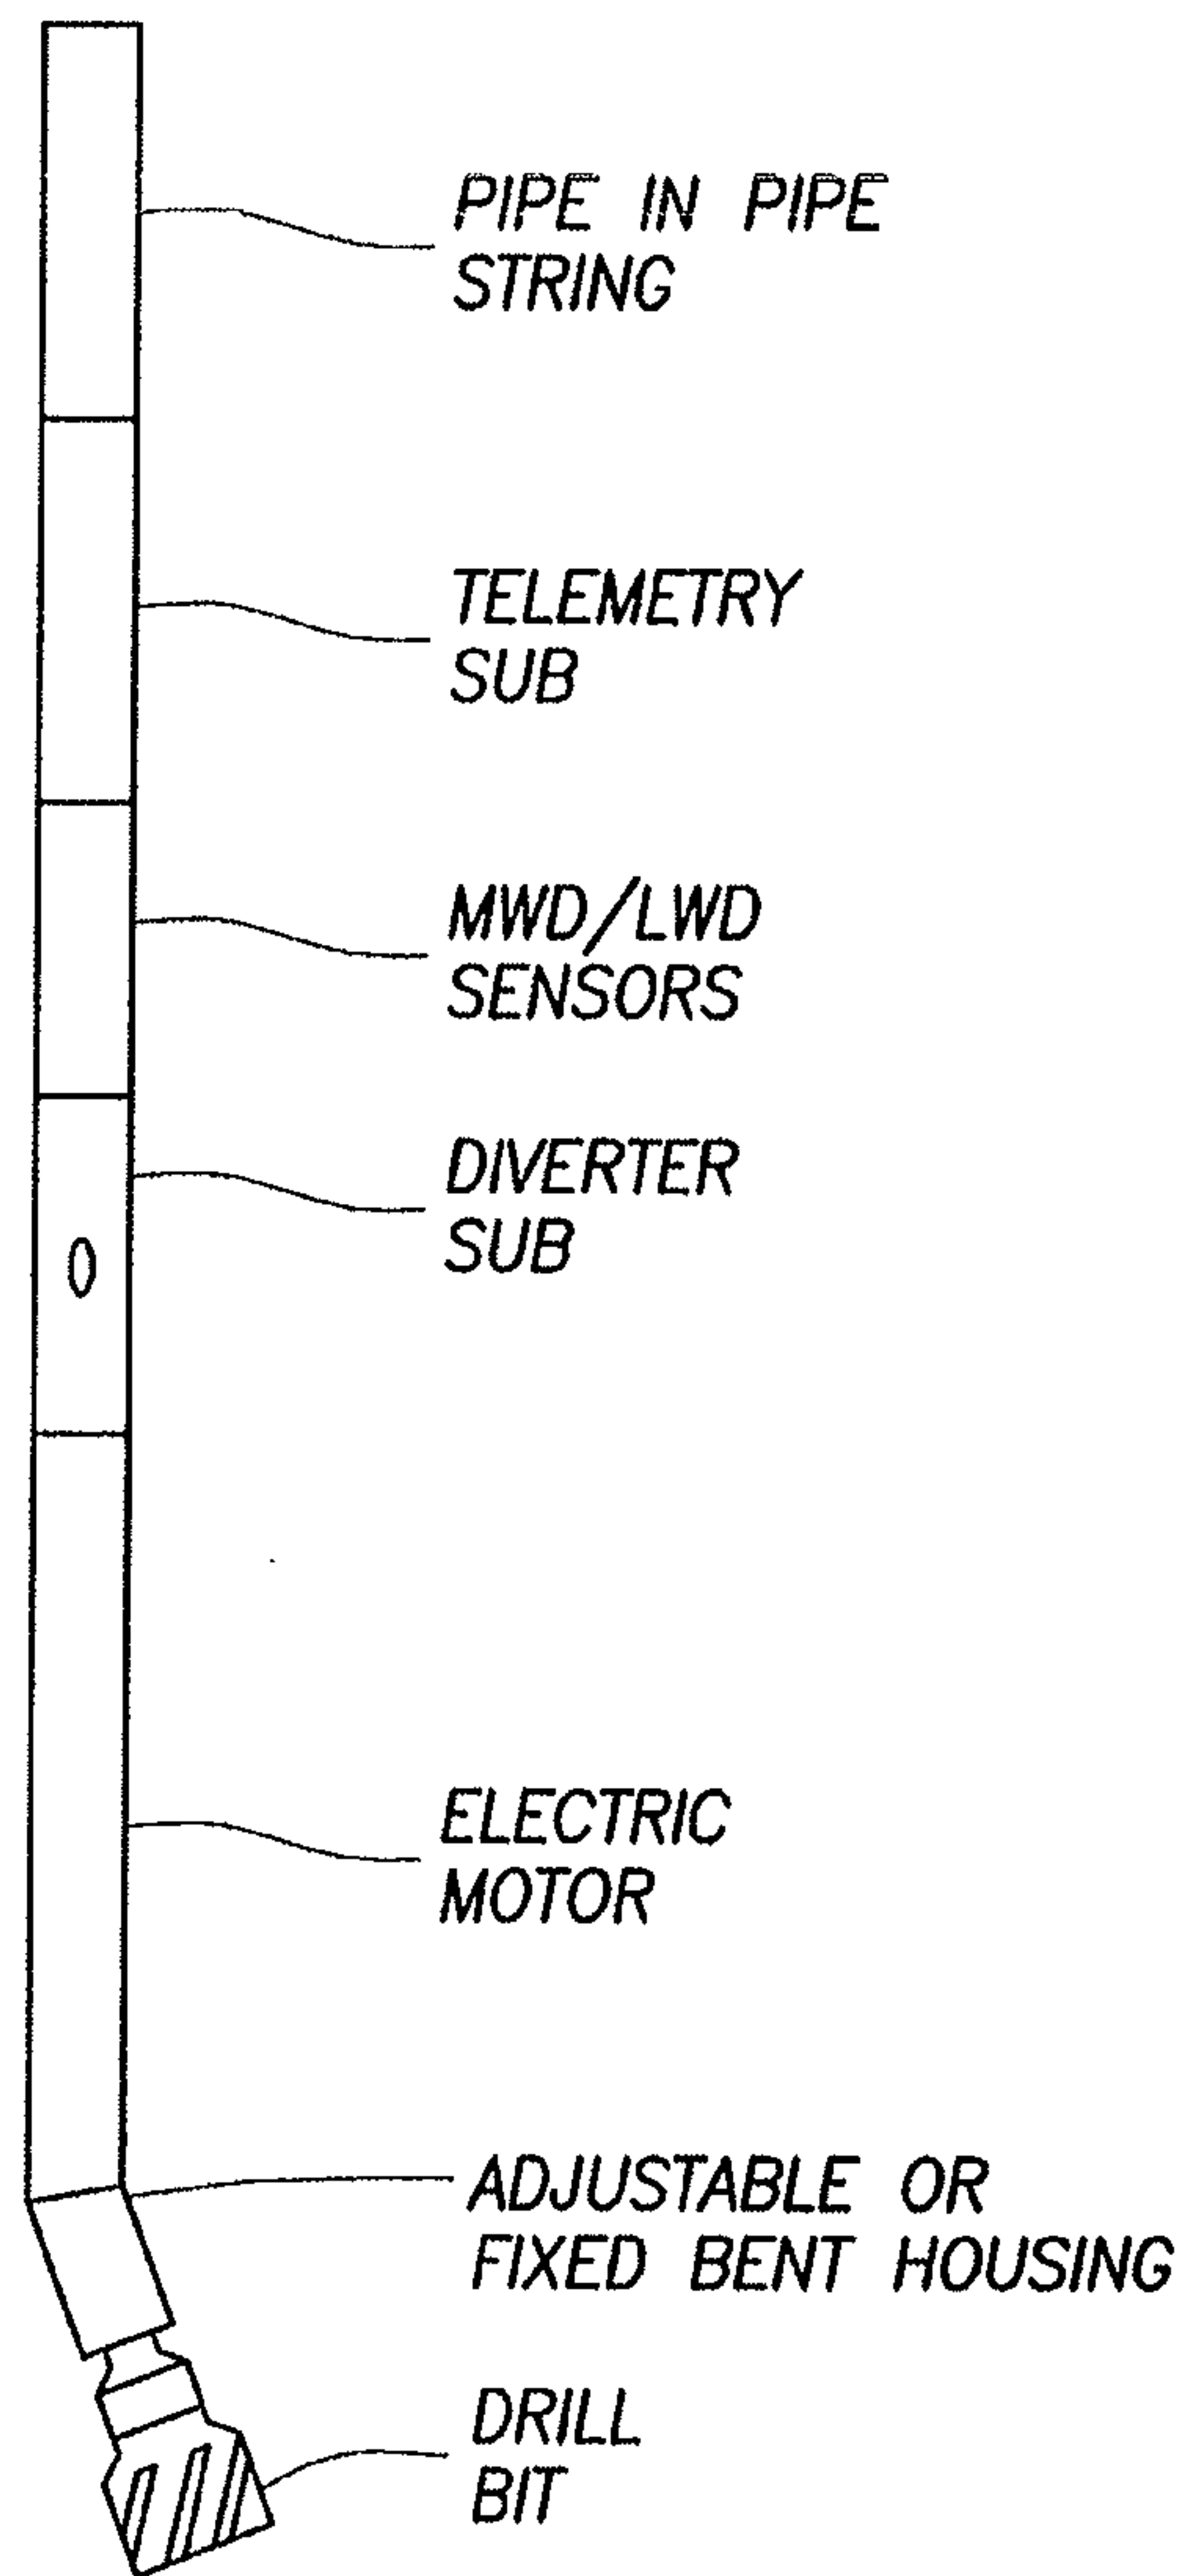 PIPE IN PIPE
STRING
TELEMETRY
SUB
MWD/LWD
SENSORS
DIVERTER
SUB
ELECTRIC
MOTOR
ADJUSTABLE OR
FIXED BENT HOUSING
DRILL
BIT